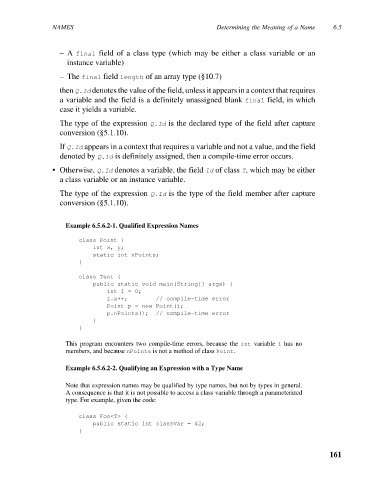 NAMES Determining the Meaning of a Name 6.5
– A final field of a class type (which may be either a class variable or an
instance variable)
– The final field length of an array type (§10.7)
then Q.Id denotes the value of the field, unless it appears in a context that requires
a variable and the field is a definitely unassigned blank final field, in which
case it yields a variable.
The type of the expression Q.Id is the declared type of the field after capture
conversion (§5.1.10).
If Q.Id appears in a context that requires a variable and not a value, and the field
denoted by Q.Id is definitely assigned, then a compile-time error occurs.
• Otherwise, Q.Id denotes a variable, the field Id of class T, which may be either
a class variable or an instance variable.
The type of the expression Q.Id is the type of the field member after capture
conversion (§5.1.10).
Example 6.5.6.2-1. Qualified Expression Names
class Point {
int x, y;
static int nPoints;
}
class Test {
public static void main(String[] args) {
int i = 0;
i.x++; // compile-time error
Point p = new Point();
p.nPoints(); // compile-time error
}
}
This program encounters two compile-time errors, because the int variable i has no
members, and because nPoints is not a method of class Point.
Example 6.5.6.2-2. Qualifying an Expression with a Type Name
Note that expression names may be qualified by type names, but not by types in general.
A consequence is that it is not possible to access a class variable through a parameterized
type. For example, given the code:
class Foo<T> {
public static int classVar = 42;
}
161